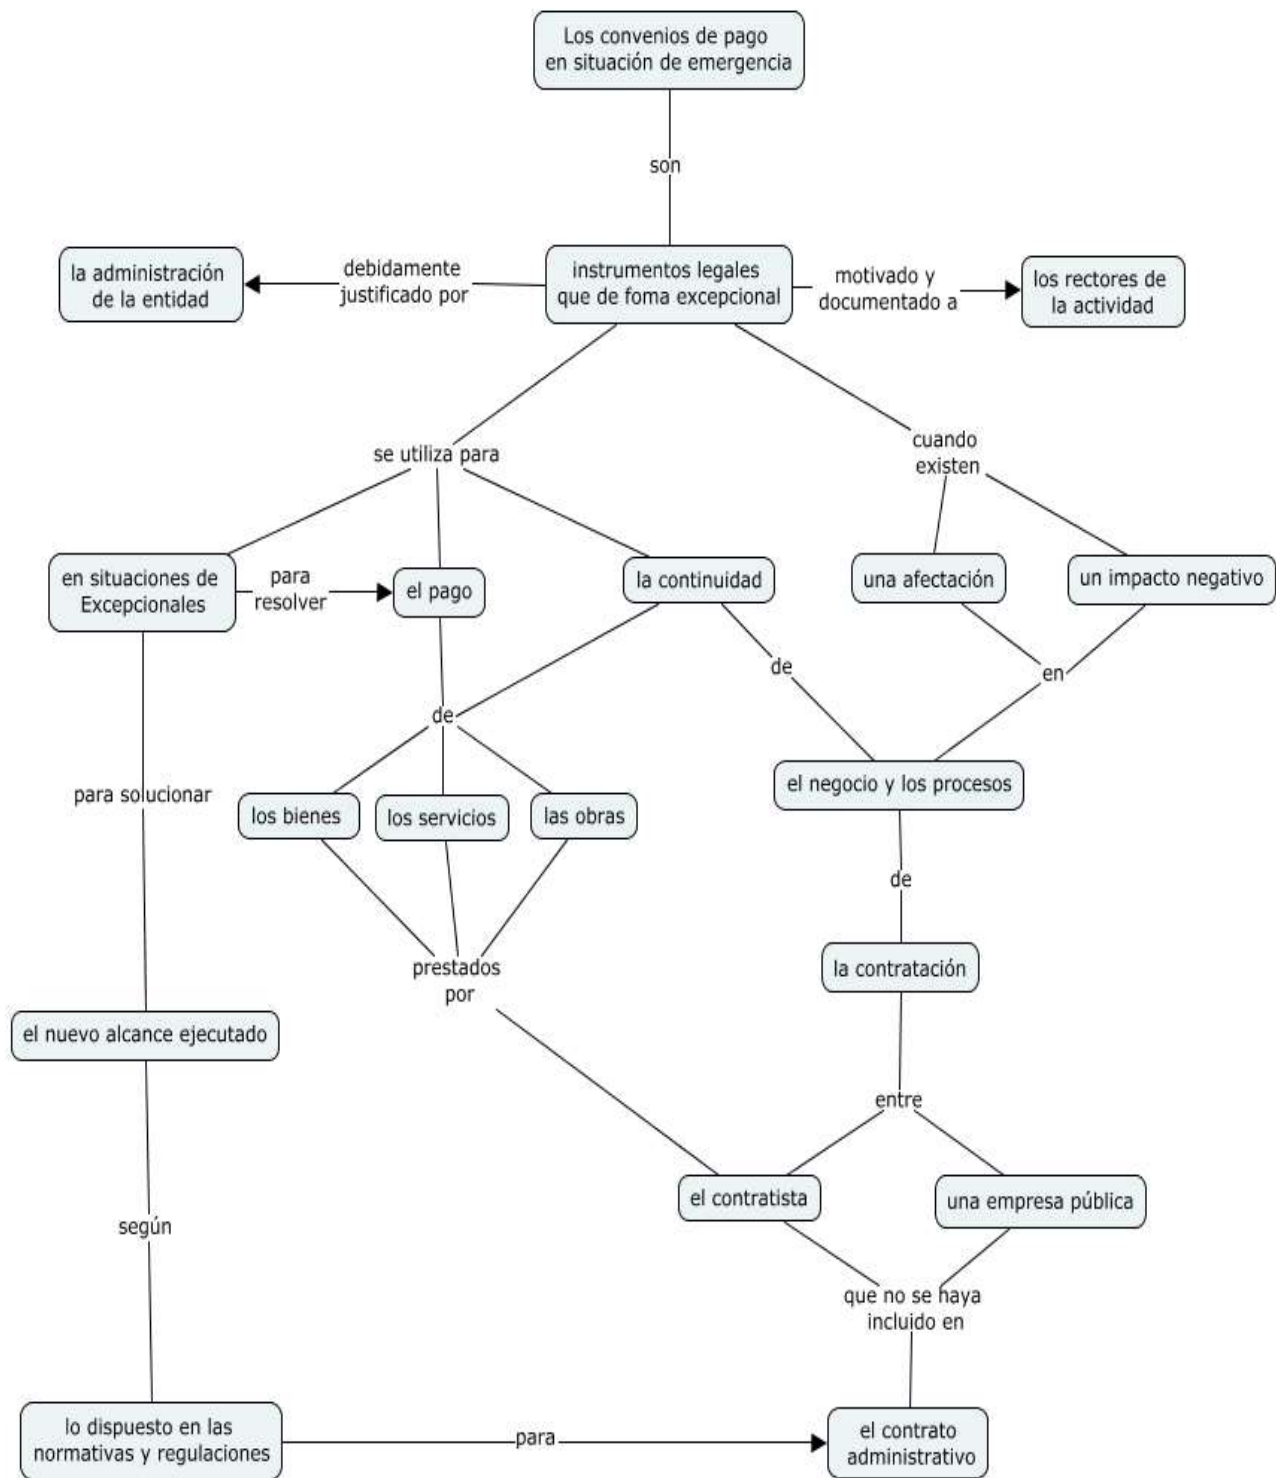 Los convenios de pago
en situación de emergencia
son
la administración
de la entidad
debidamente
justificado por
instrumentos legales
que de foma excepcional
motivado y
documentado a
los rectores de
la actividad
se utiliza para
cuando
existen
en situaciones de
Excepcionales
para
resolver
el pago
la continuidad
una afectación
un impacto negativo
de
en
de
para solucionar
los bienes
los servicios
las obras
el negocio y los procesos
de
prestados
por
la contratación
el nuevo alcance ejecutado
entre
el contratista
una empresa pública
según
que no se haya
incluido en
lo dispuesto en las
normativas y regulaciones
para
el contrato
administrativo